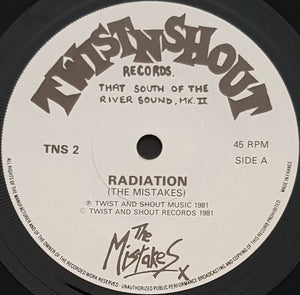 TWIST N SHOUT
RECORDS.
THAT SOUTH OF THE
RIVER SOUND, MK. II
TNS 2
45 RPM
SIDE A
RADIATION
(THE MISTAKES)
Ⓟ TWIST AND SHOUT MUSIC 1981
© TWIST AND SHOUT RECORDS 1981
The
Mistakes
X
ALL RIGHTS OF THE MANUFACTURER AND OF THE OWNER OF THE RECORDED WORK RESERVED. UNAUTHORIZED PUBLIC PERFORMANCE BROADCASTING AND COPYING OF THIS RECORD PROHIBITED
MADE IN FRANCE